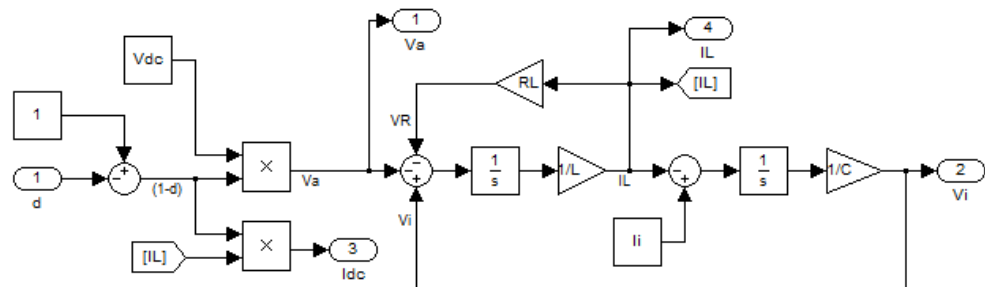 1
Va
4
IL
Vdc
RL
[IL]
1
VR
-
+
-
×
-
+
1
s
1/L
-
+
1
s
1/C
2
Vi
1
d
(1-d)
Va
IL
Vi
[IL]
×
3
Idc
Ii